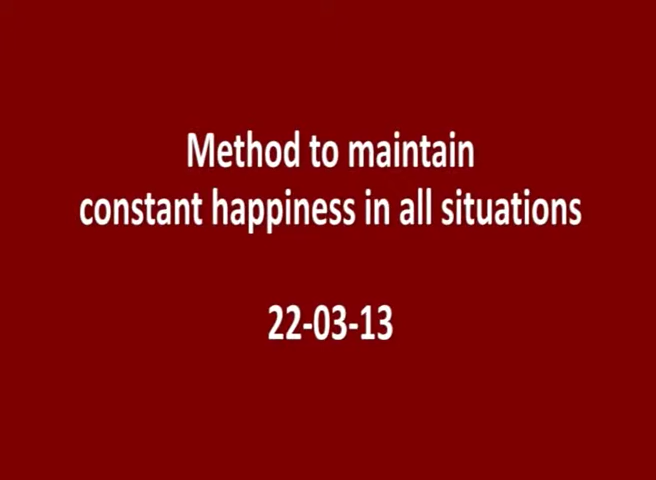 Method to maintain
constant happiness in all situations
22-03-13